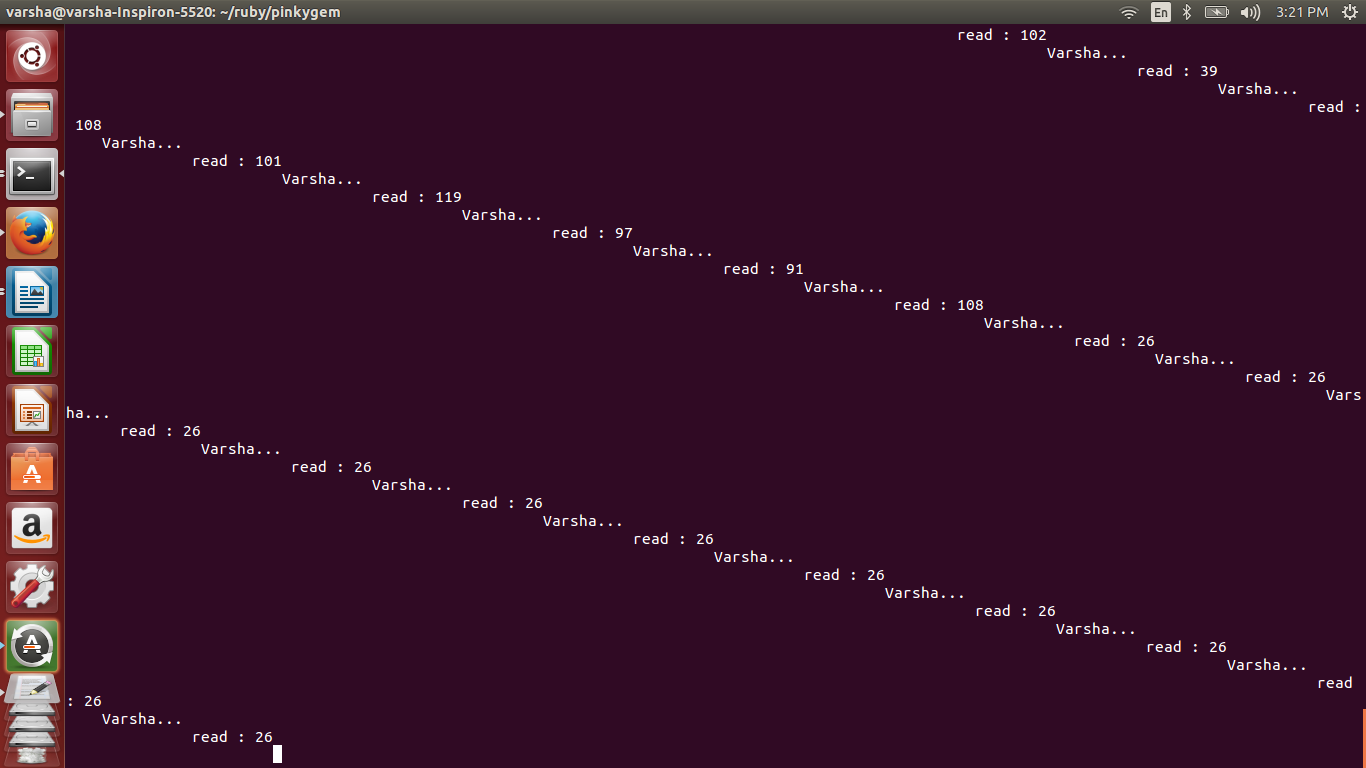 varsha@varsha-Inspiron-5520: ~/ruby/pinkygem En 3:21 PM
read : 102
Varsha...
read : 39
Varsha...
read :
108
Varsha...
read : 101
Varsha...
read : 119
Varsha...
read : 97
Varsha...
read : 91
Varsha...
read : 108
Varsha...
read : 26
Varsha...
read : 26
Vars
ha...
read : 26
Varsha...
read : 26
Varsha...
read : 26
Varsha...
read : 26
Varsha...
read : 26
Varsha...
read : 26
Varsha...
read : 26
Varsha...
read
: 26
Varsha...
read : 26